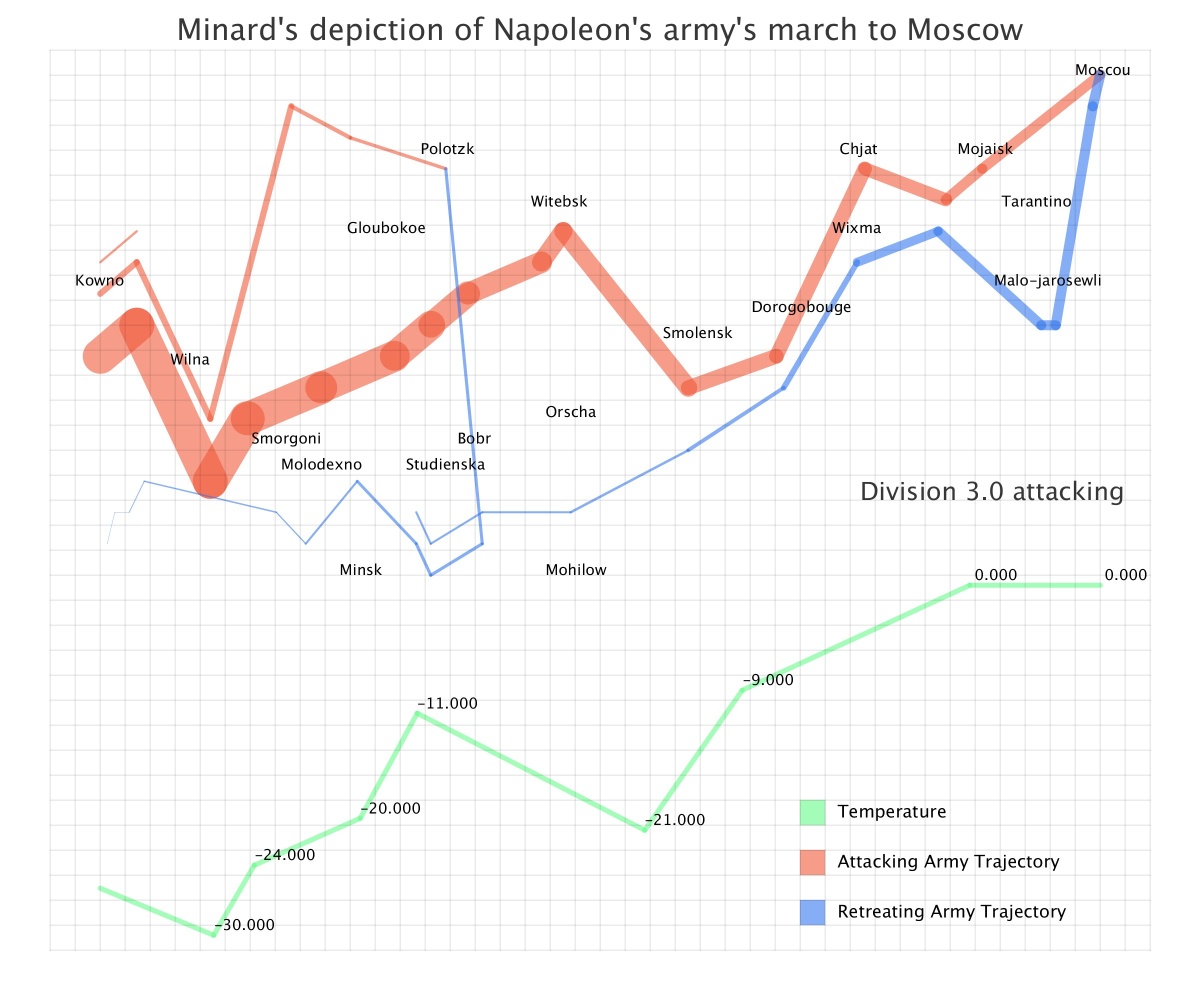 Minard's depiction of Napoleon's army's march to Moscow
Moscou
Polotzk
Chjat
Mojaisk
Witebsk
Tarantino
Gloubokoe
Wixma
Kowno
Malo-jarosewli
Dorogobouge
Smolensk
Wilna
Orscha
Smorgoni
Bobr
Molodexno
Studienska
Division 3.0 attacking
Minsk
Mohilow
0.000
0.000
-9.000
-11.000
-20.000
-21.000
-24.000
-30.000
Temperature
Attacking Army Trajectory
Retreating Army Trajectory